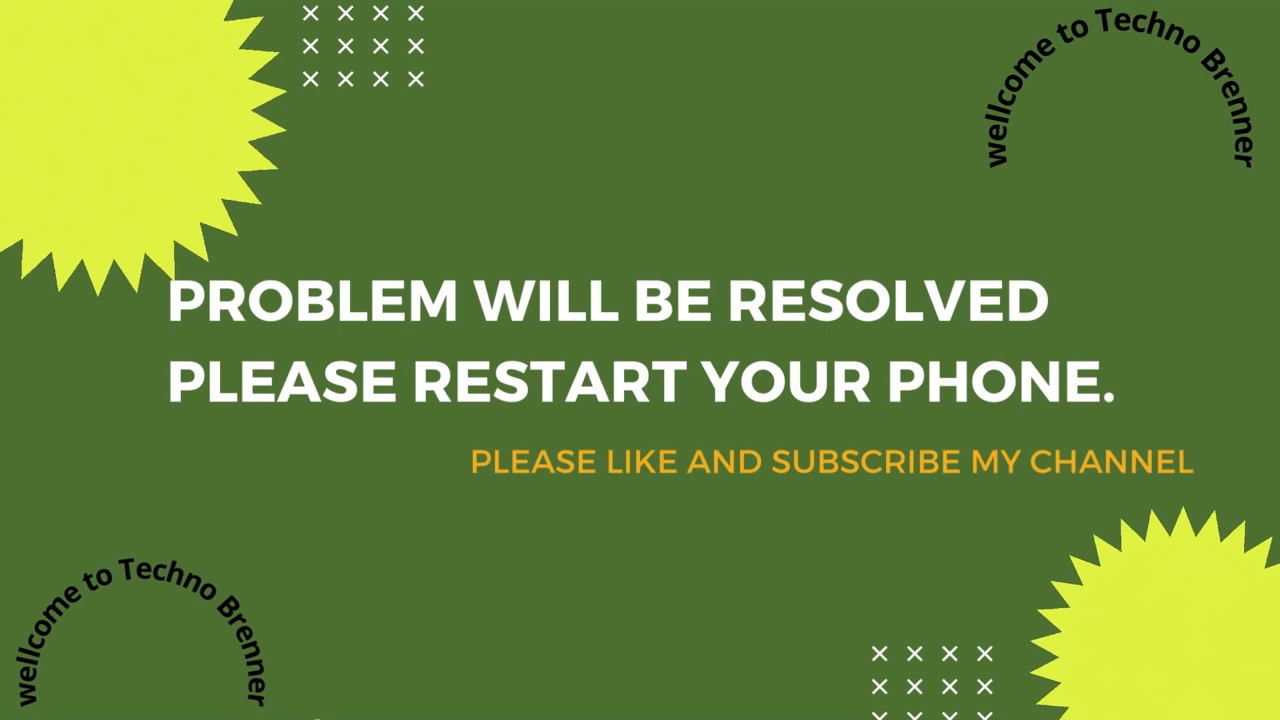 wellcome to Techno Brenner
PROBLEM WILL BE RESOLVED
PLEASE RESTART YOUR PHONE.
PLEASE LIKE AND SUBSCRIBE MY CHANNEL
wellcome to Techno Brenner